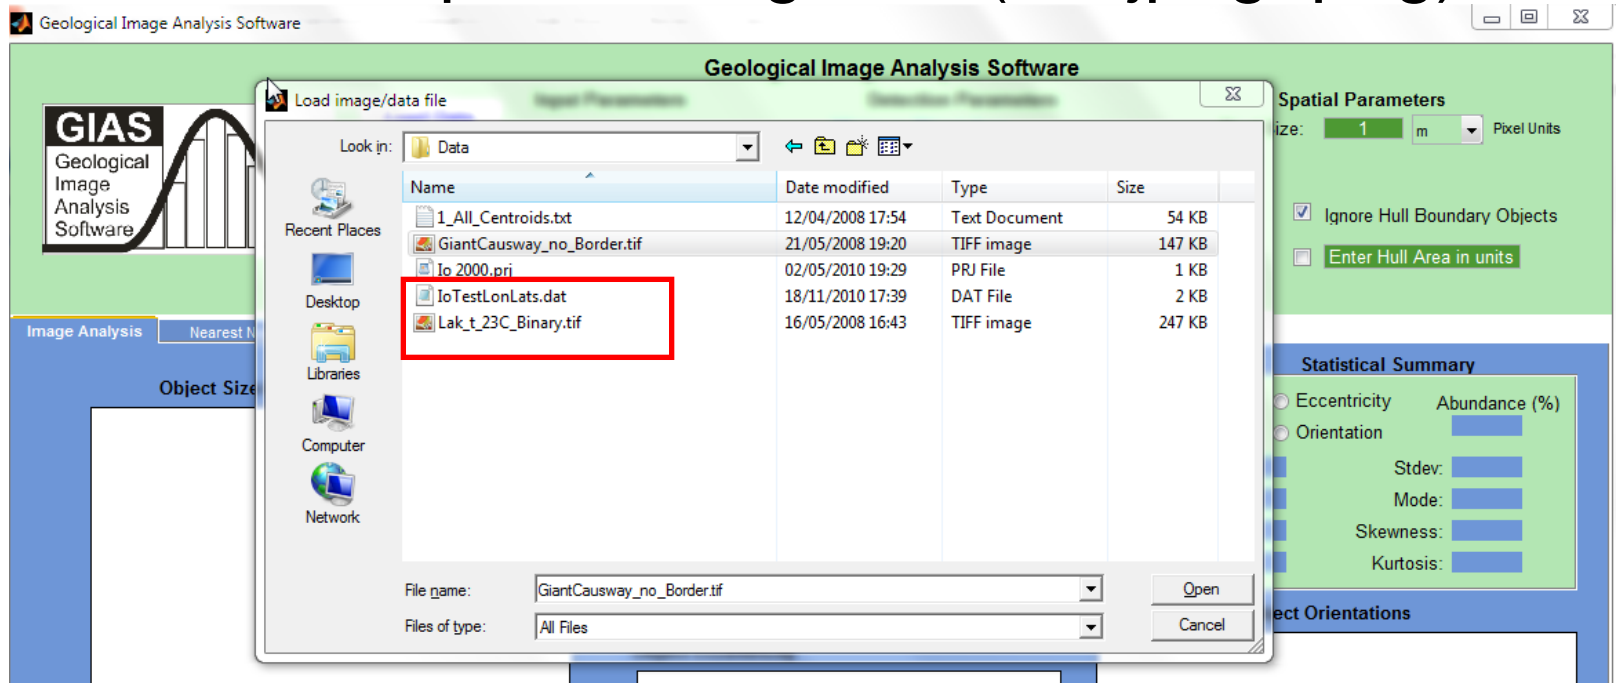 Geological Image Analysis Software
Geological Image Analysis Software
GIAS
Geological
Image
Analysis
Software
Load image/data file
Look in: Data
Name Date modified Type Size
1_All_Centroids.txt 12/04/2008 17:54 Text Document 54 KB
GiantCausway_no_Border.tif 21/05/2008 19:20 TIFF image 147 KB
Io 2000.prj 02/05/2010 19:29 PRJ File 1 KB
IoTestLonLats.dat 18/11/2010 17:39 DAT File 2 KB
Lak_t_23C_Binary.tif 16/05/2008 16:43 TIFF image 247 KB
Recent Places
Desktop
Libraries
Computer
Network
File name: GiantCausway_no_Border.tif Open
Files of type: All Files Cancel
Spatial Parameters
ize: 1 m Pixel Units
Ignore Hull Boundary Objects
Enter Hull Area in units
Image Analysis Nearest N
Object Size
Statistical Summary
Eccentricity Abundance (%)
Orientation
Stdev:
Mode:
Skewness:
Kurtosis:
ect Orientations